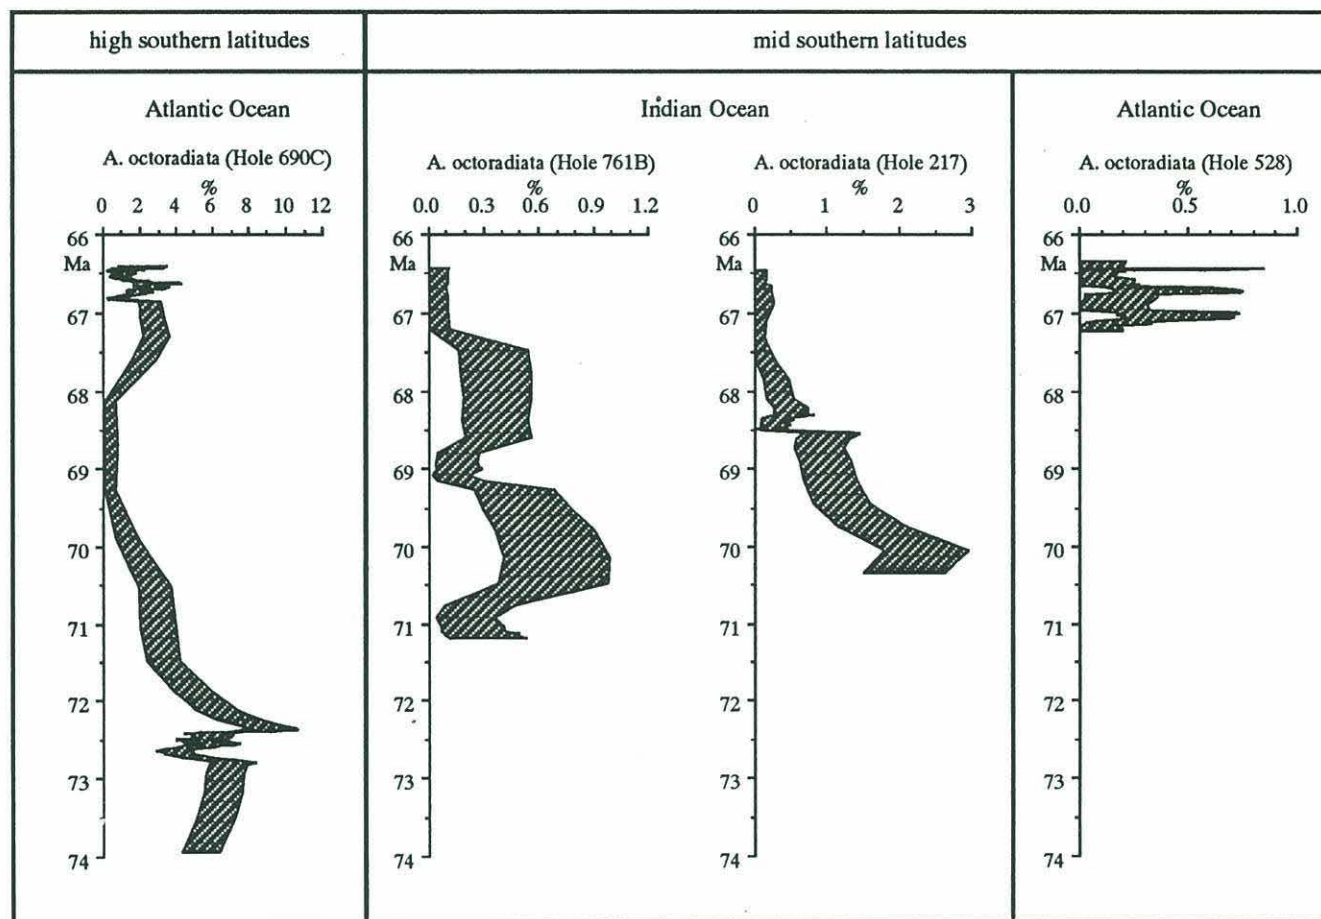 high southern latitudes
mid southern latitudes
Atlantic Ocean
Indian Ocean
Atlantic Ocean
A. octoradiata (Hole 690C)
%
0 2 4 6 8 10 12
66
Ma
67
68
69
70
71
72
73
74
A. octoradiata (Hole 761B)
%
0.0 0.3 0.6 0.9 1.2
66
Ma
67
68
69
70
71
72
73
74
A. octoradiata (Hole 217)
%
0 1 2 3
66
Ma
67
68
69
70
71
72
73
74
A. octoradiata (Hole 528)
%
0.0 0.5 1.0
66
Ma
67
68
69
70
71
72
73
74